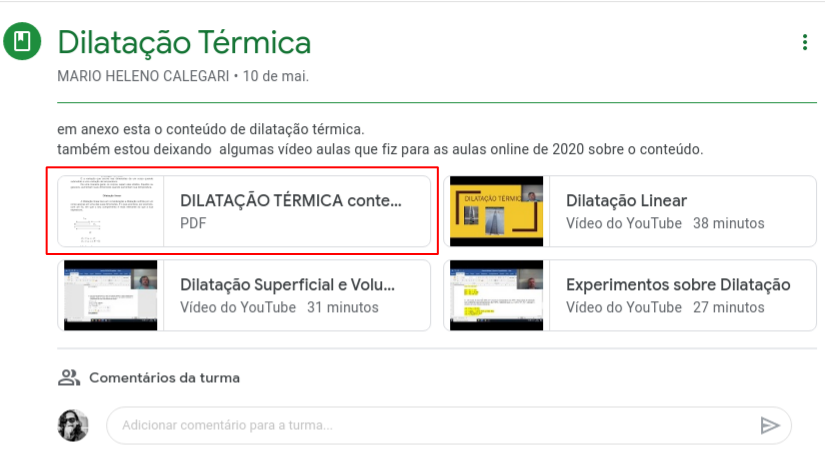 Dilatação Térmica
MARIO HELENO CALEGARI • 10 de mai.
em anexo esta o conteúdo de dilatação térmica.
também estou deixando algumas vídeo aulas que fiz para as aulas online de 2020 sobre o conteúdo.
DILATAÇÃO TÉRMICA conte...
PDF
DILATAÇÃO TÉRMIC
Dilatação Linear
Vídeo do YouTube 38 minutos
Dilatação Superficial e Volu...
Vídeo do YouTube 31 minutos
Experimentos sobre Dilatação
Vídeo do YouTube 27 minutos
Comentários da turma
Adicionar comentário para a turma...